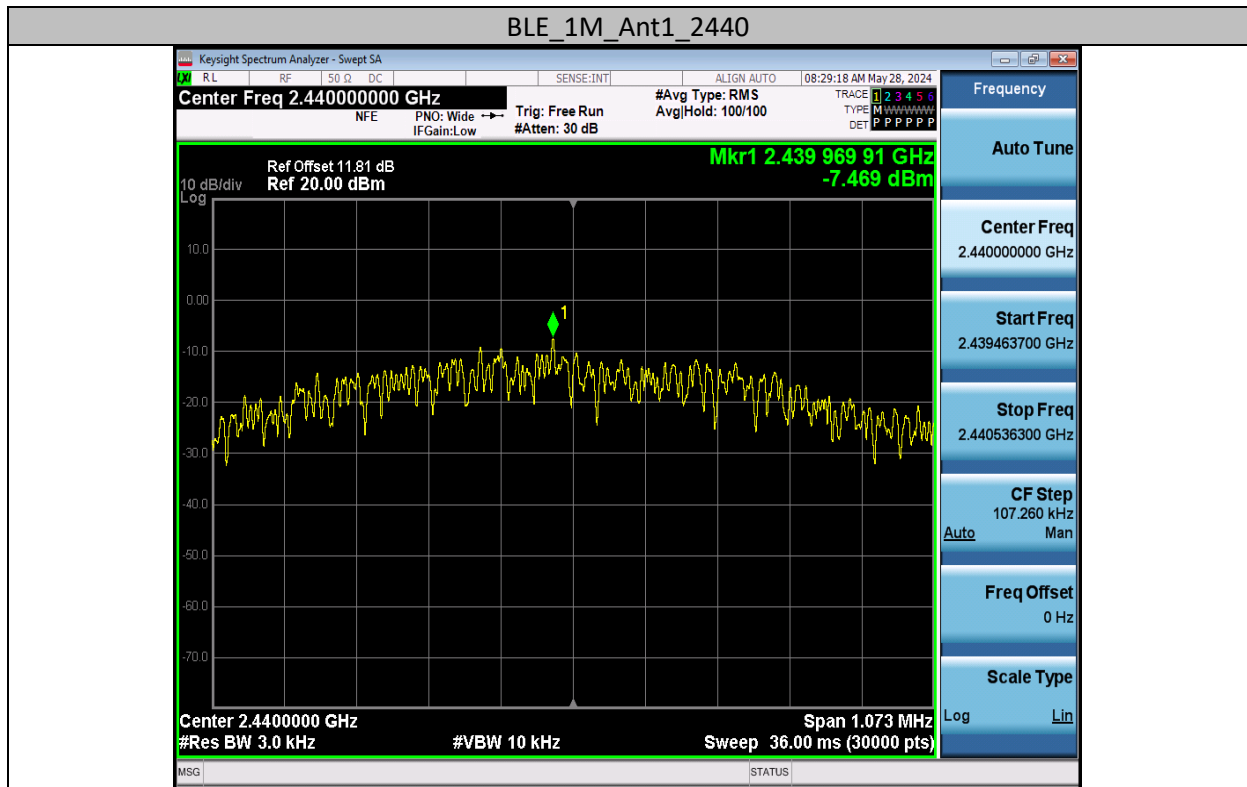 BLE_1M_Ant1_2440
Keysight Spectrum Analyzer - Swept SA
LXI RL RF 50 Ω DC SENSE:INT ALIGN AUTO 08:29:18 AM May 28, 2024
Center Freq 2.440000000 GHz
NFE
PNO: Wide
IFGain:Low
Trig: Free Run
#Atten: 30 dB
#Avg Type: RMS
Avg|Hold: 100/100
TRACE 1 2 3 4 5 6
TYPE M WWWWW
DET P P P P P P
Mkr1 2.439 969 91 GHz
-7.469 dBm
Ref Offset 11.81 dB
10 dB/div Ref 20.00 dBm
Log
10.0
0.00
-10.0
-20.0
-30.0
-40.0
-50.0
-60.0
-70.0
1
Center 2.4400000 GHz Span 1.073 MHz
#Res BW 3.0 kHz #VBW 10 kHz Sweep 36.00 ms (30000 pts)
MSG STATUS
Frequency
Auto Tune
Center Freq
2.440000000 GHz
Start Freq
2.439463700 GHz
Stop Freq
2.440536300 GHz
CF Step
107.260 kHz
Auto Man
Freq Offset
0 Hz
Scale Type
Log Lin